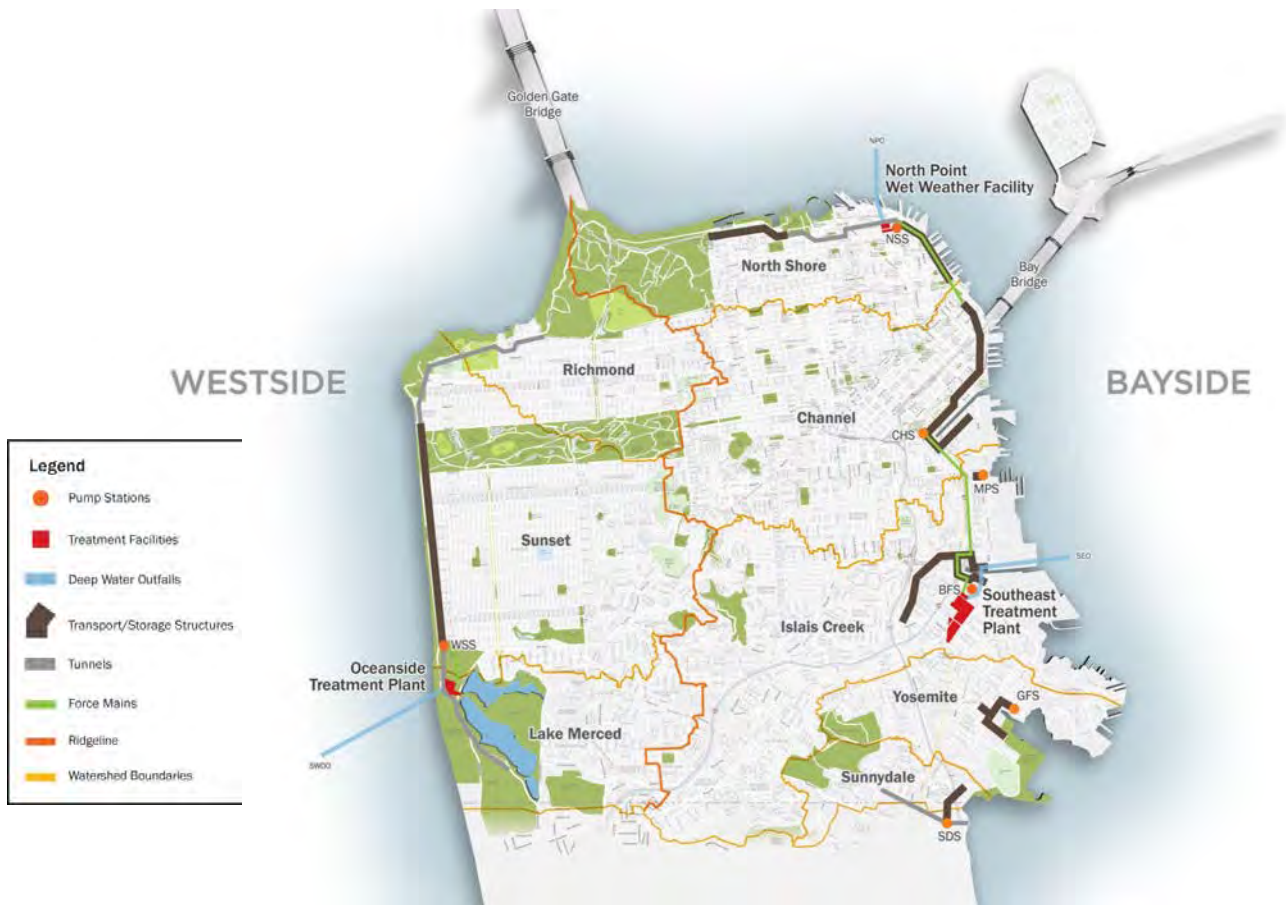 Golden Gate
Bridge
NPO
North Point
Wet Weather Facility
NSS
North Shore
Bay
Bridge
WESTSIDE
Richmond
BAYSIDE
Channel
CHS
MPS
Legend
Pump Stations
Treatment Facilities
Deep Water Outfalls
Transport/Storage Structures
Tunnels
Force Mains
Ridgeline
Watershed Boundaries
Sunset
SEO
BFS
Southeast
Treatment
Plant
Islais Creek
WSS
Oceanside
Treatment Plant
Yosemite
GFS
Lake Merced
SWOO
Sunnydale
SDS